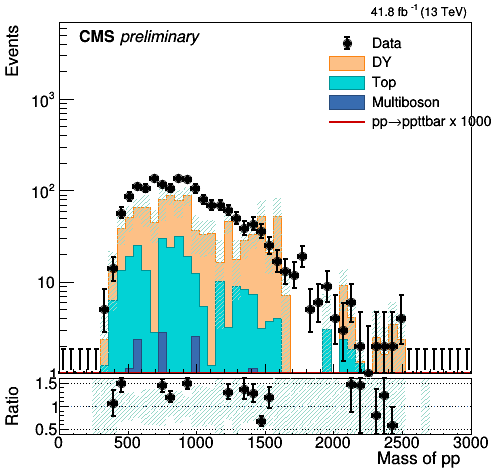 41.8 fb⁻¹ (13 TeV)
CMS preliminary
Events
Data
DY
Top
Multiboson
pp→ppttbar x 1000
10³
10²
10
1
Ratio
1.5
1
0.5
0 500 1000 1500 2000 2500 3000
Mass of pp